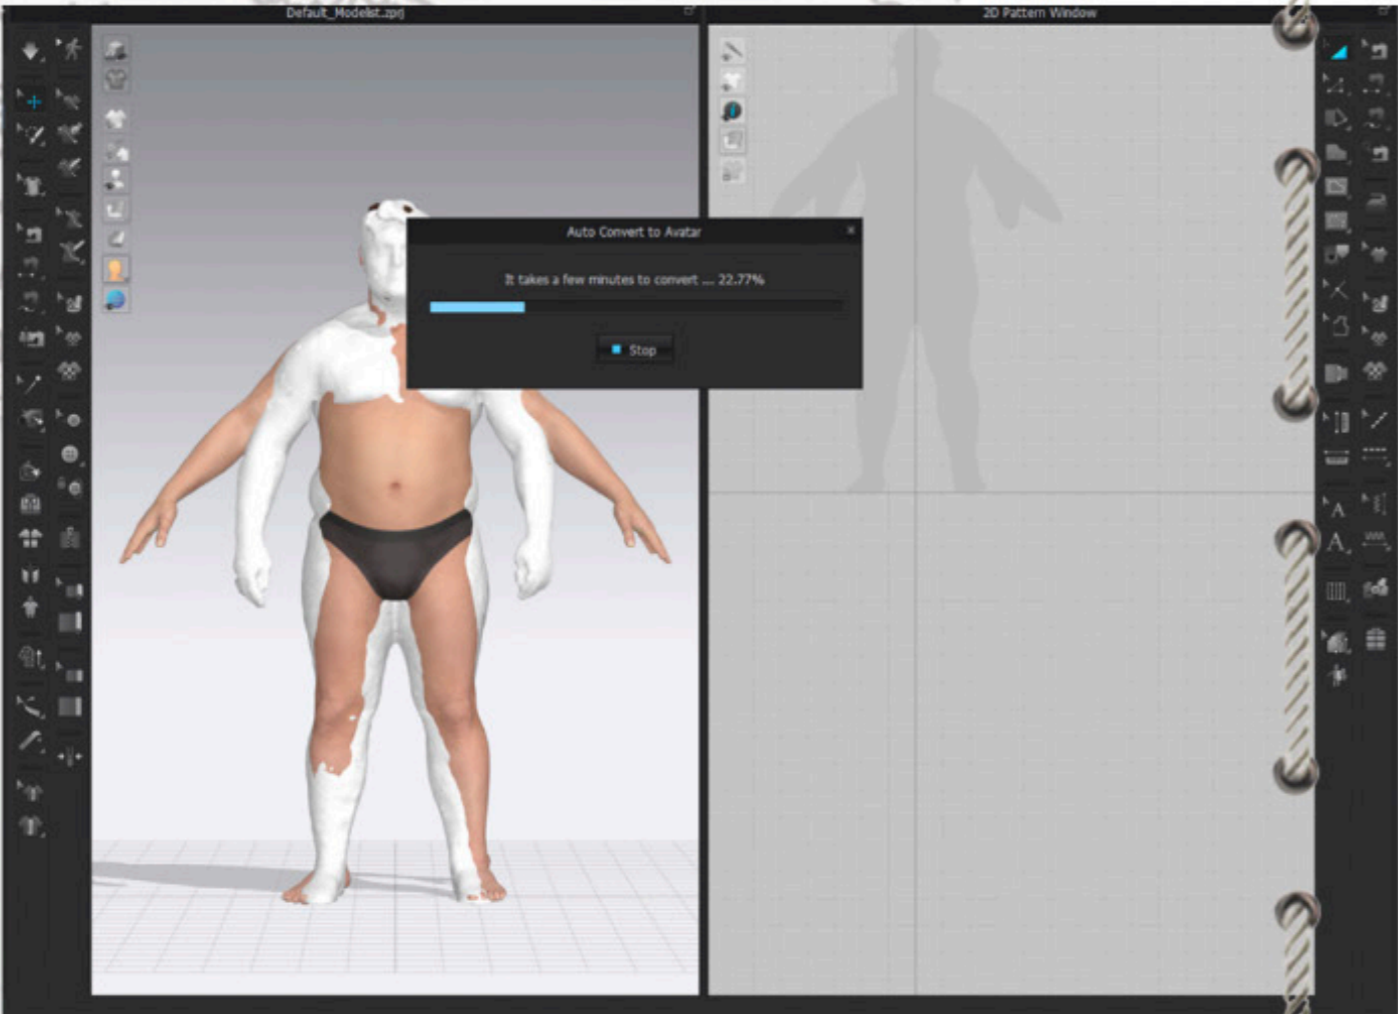 Default_Modelist.zprj
2D Pattern Window
Auto Convert to Avatar
It takes a few minutes to convert .... 22.77%
Stop
A
A